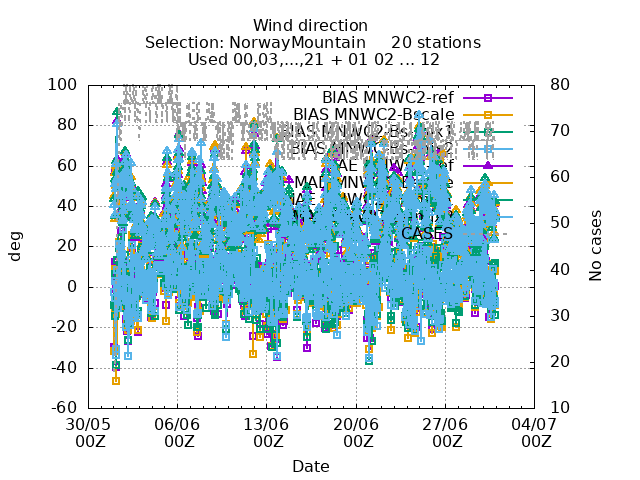 Wind direction
Selection: NorwayMountain 20 stations
Used 00,03,...,21 + 01 02 ... 12
100
80
60
40
20
0
-20
-40
-60
80
70
60
50
40
30
20
10
deg
No cases
BIAS MNWC2-ref
BIAS MNWC2-Bscale
BIAS
BIAS
CASES
30/05 06/06 13/06 20/06 27/06 04/07
00Z 00Z 00Z 00Z 00Z 00Z
Date